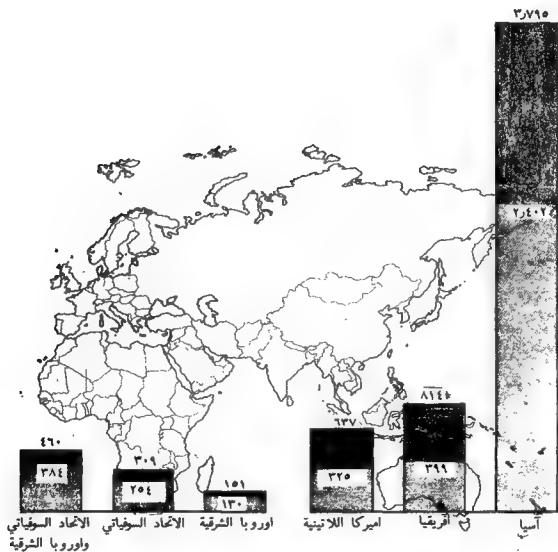 ٣٫٧٩٥
٢٫٤٠٢
٨١٤
٦٣٧
٤٦٠
٣٨٤
٣٠٩
٢٥٤
١٥١
١٣٠
٣٢٥
٣٩٩
آسيا
أفريقيا
اميركا اللاتينية
اوروبا الشرقية
الاتحاد السوفياتي
الاتحاد السوفياتي
واوروبا الشرقية